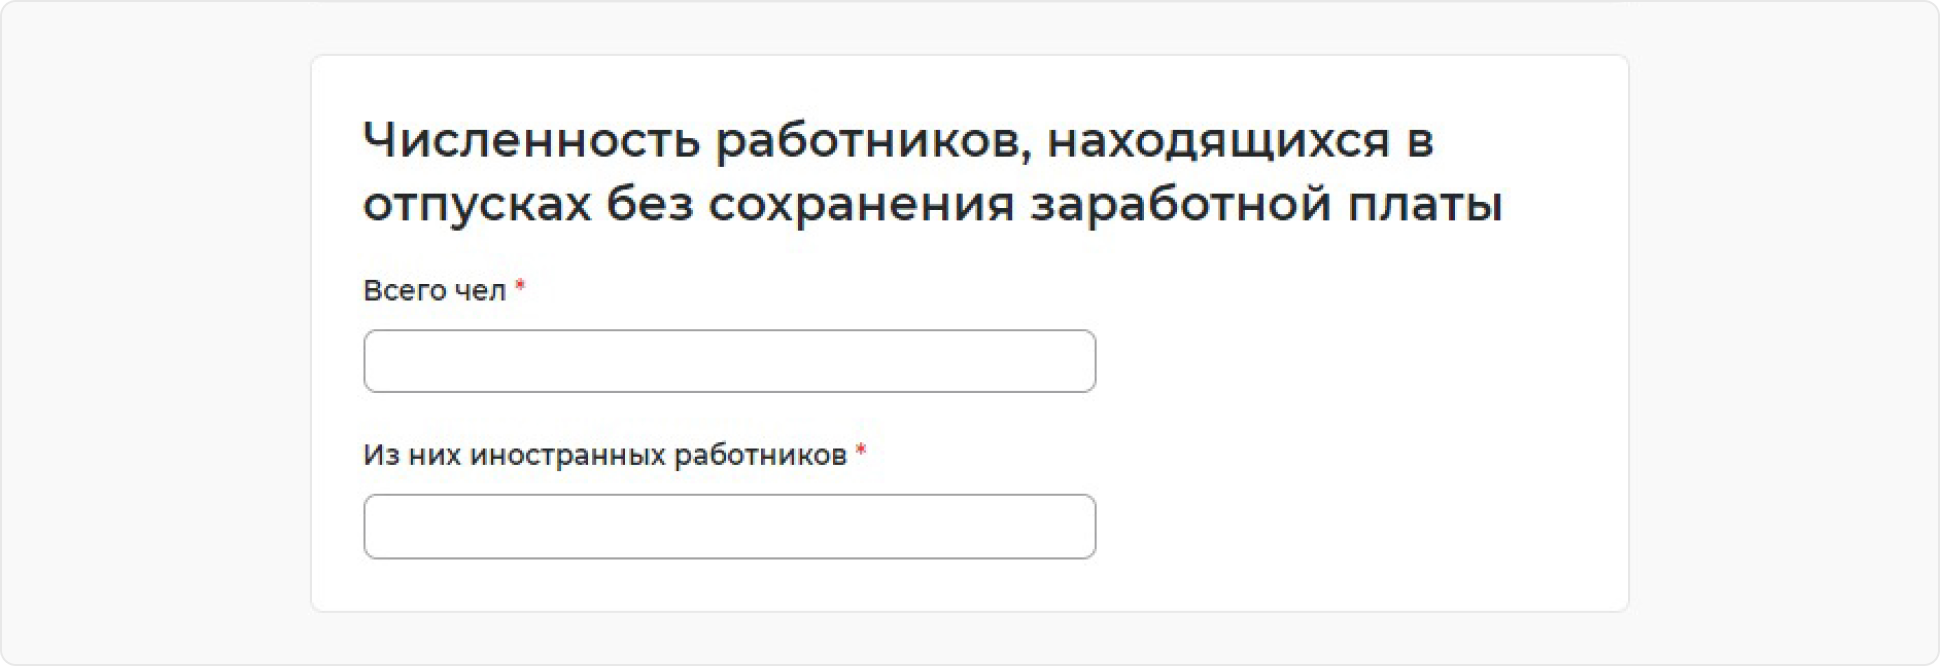 Численность работников, находящихся в
отпусках без сохранения заработной платы
Всего чел *
Из них иностранных работников *